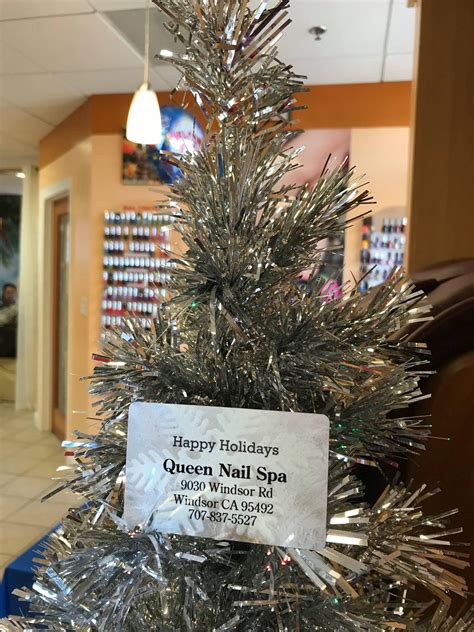 Happy Holidays
Queen Nail Spa
9030 Windsor Rd
Windsor CA 95492
707-837-5527